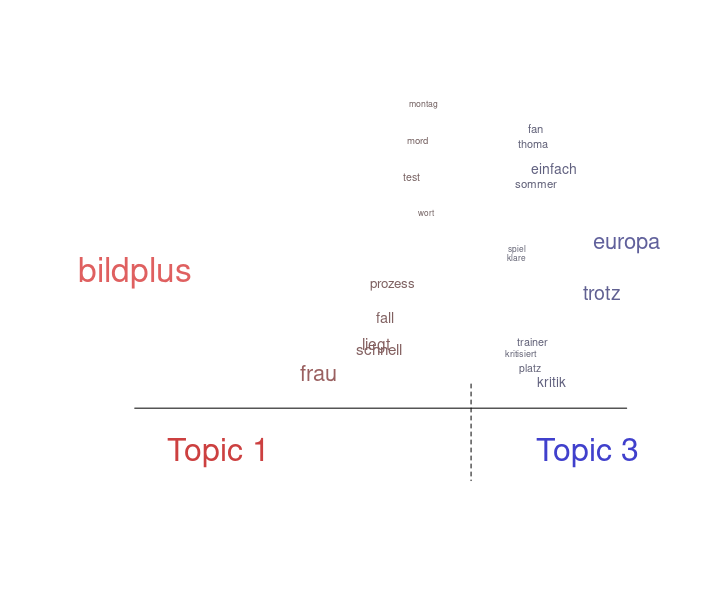 montag
fan
mord
thoma
einfach
test
sommer
wort
europa
spiel
klare
bildplus
prozess
trotz
fall
trainer
liegt
schnell
kritisiert
platz
frau
kritik
Topic 1
Topic 3